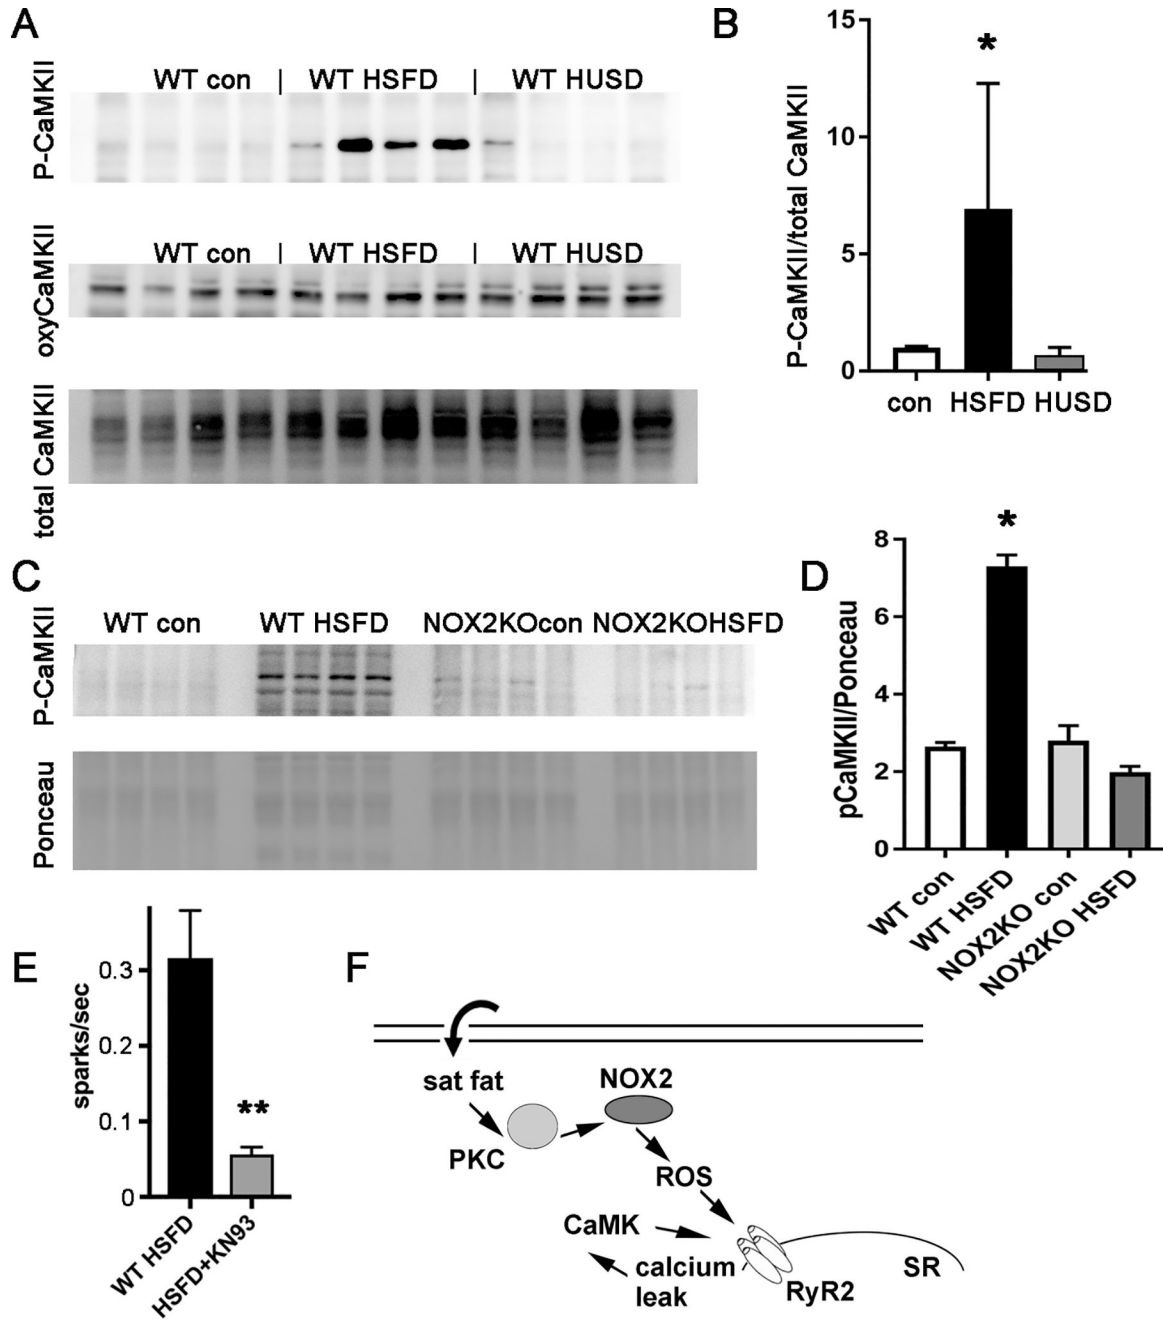 A
WT con | WT HSFD | WT HUSD
P-CaMKII
WT con | WT HSFD | WT HUSD
oxyCaMKII
total CaMKII
B
15
10
5
0
P-CaMKII/total CaMKII
*
con HSFD HUSD
C
WT con WT HSFD NOX2KOcon NOX2KOHSFD
P-CaMKII
Ponceau
D
8
6
4
2
0
pCaMKII/Ponceau
*
WT con
WT HSFD
NOX2KO con
NOX2KO HSFD
E
0.3
0.2
0.1
0
sparks/sec
**
WT HSFD
HSFD+KN93
F
sat fat
NOX2
PKC
ROS
CaMK
calcium
leak
RyR2
SR